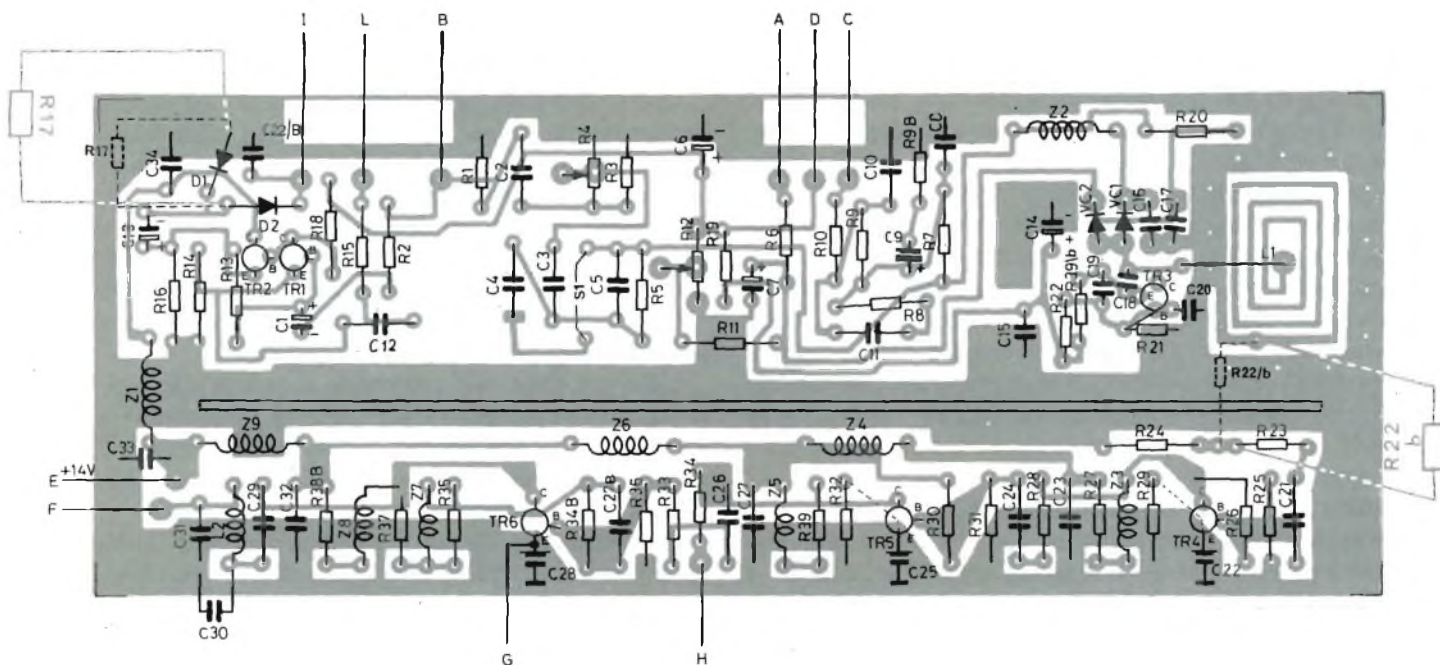 I L B A D C
R17
R17
C34
D1
C22/B
D2
C13
R16
R14
R13
TR2
TR1
C
B
E
C1
+
-
R18
R15
R2
C12
R1
C2
R4
R3
C6
-
+
C4
C3
S1
C5
R5
R12
R19
C7
+
R6
R11
R10
R9
C10
R9B
C9
+
R7
R8
C11
Z2
R20
C14
-
+
VC2
VC1
C16
C17
R22
R19\b
C19
C18
TR3
C
E
B
C20
R21
C15
L1
R22/b
R22
b
Z1
C33
Z9
Z6
Z4
R24
R23
+14V
E
F
C31
L2
C29
C32
R38B
Z8
R37
Z7
R35
TR6
C
B
E
C28
R34B
C27B
R36
R33
R34
C26
C27
Z5
R39
R32
TR5
C
B
E
C25
R30
R31
C24
R28
C23
Z3
R29
TR4
C
B
E
C22
R26
R25
C21
C30
G H